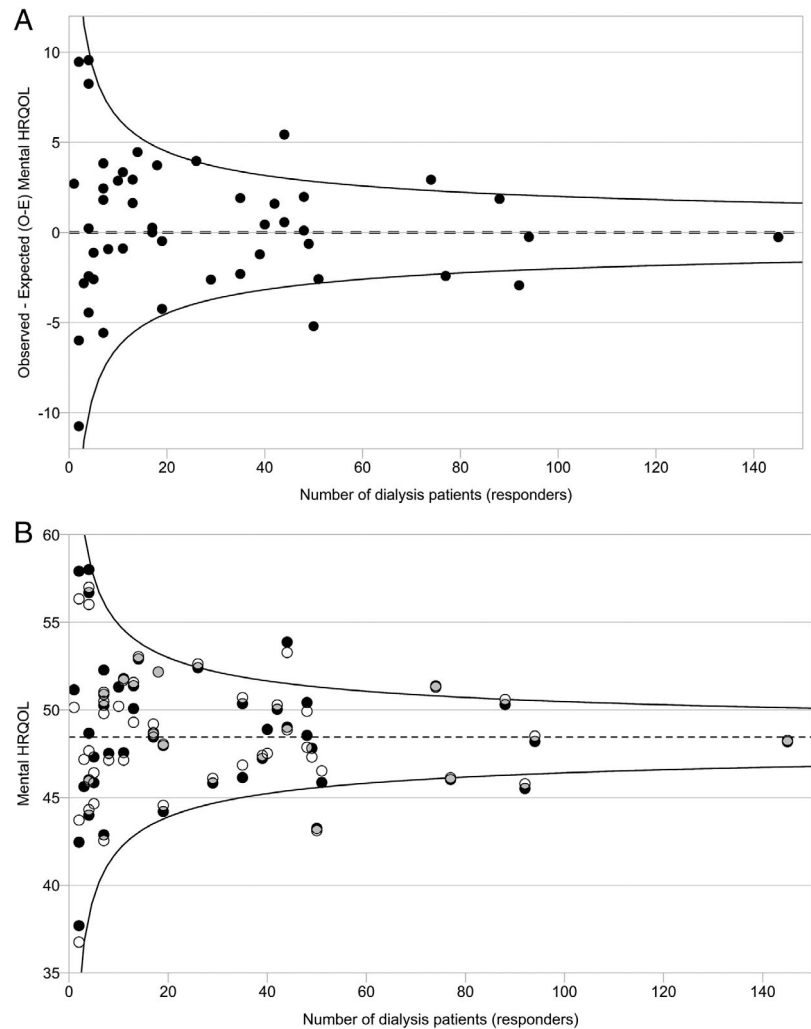 A
Observed - Expected (O-E) Mental HRQOL
10
5
0
-5
-10
0 20 40 60 80 100 120 140
Number of dialysis patients (responders)
B
Mental HRQOL
60
55
50
45
40
35
0 20 40 60 80 100 120 140
Number of dialysis patients (responders)